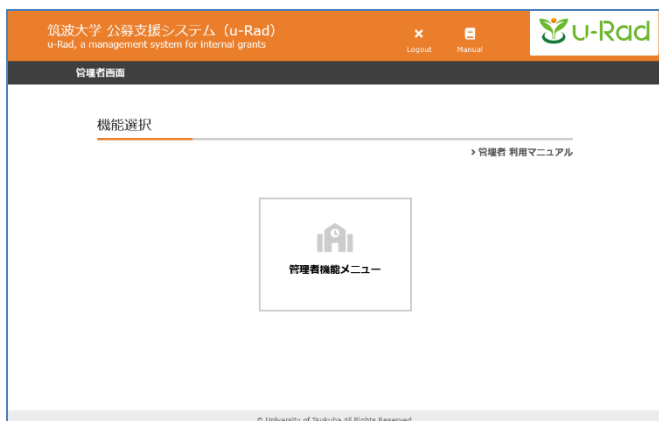 筑波大学 公募支援システム（u-Rad）
u-Rad, a management system for internal grants
Logout
Manual
u-Rad
管理者画面
機能選択
> 管理者 利用マニュアル
管理者機能メニュー
© University of Tsukuba All Rights Reserved